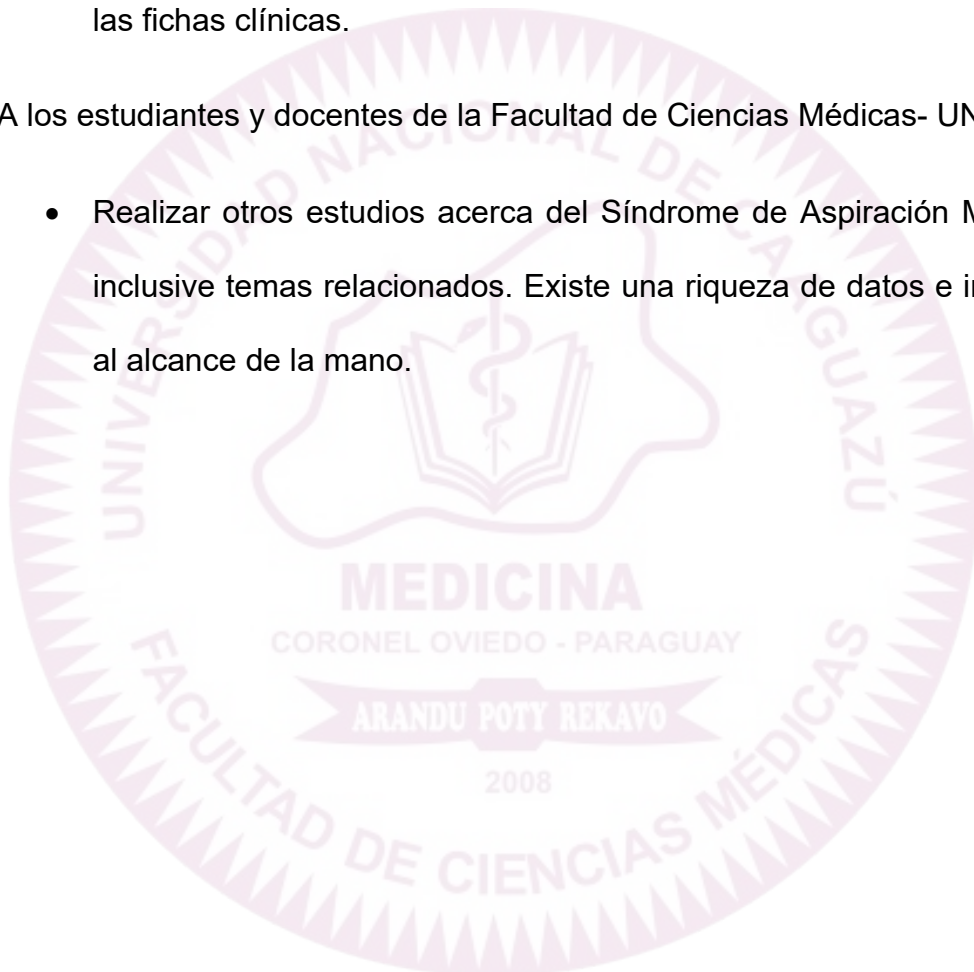 las fichas clínicas.
A los estudiantes y docentes de la Facultad de Ciencias Médicas- UN
Realizar otros estudios acerca del Síndrome de Aspiración M
inclusive temas relacionados. Existe una riqueza de datos e i
al alcance de la mano.
UNIVERSIDAD NACIONAL DE CAAGUAZÚ
MEDICINA
CORONEL OVIEDO - PARAGUAY
ARANDU POTY REKAVO
2008
FACULTAD DE CIENCIAS MÉDICAS